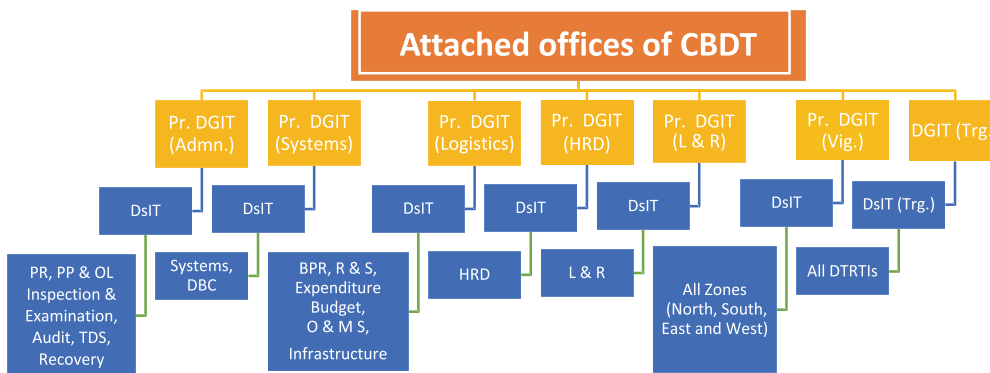 Attached offices of CBDT
Pr. DGIT
(Admn.)
Pr. DGIT
(Systems)
Pr. DGIT
(Logistics)
Pr. DGIT
(HRD)
Pr. DGIT
(L & R)
Pr. DGIT
(Vig.)
DGIT (Trg.
DsIT
DsIT
DsIT
DsIT
DsIT
DsIT
DsIT (Trg.)
PR, PP & OL
Inspection &
Examination,
Audit, TDS,
Recovery
Systems,
DBC
BPR, R & S,
Expenditure
Budget,
O & M S,
Infrastructure
HRD
L & R
All Zones
(North, South,
East and West)
All DTRTIs